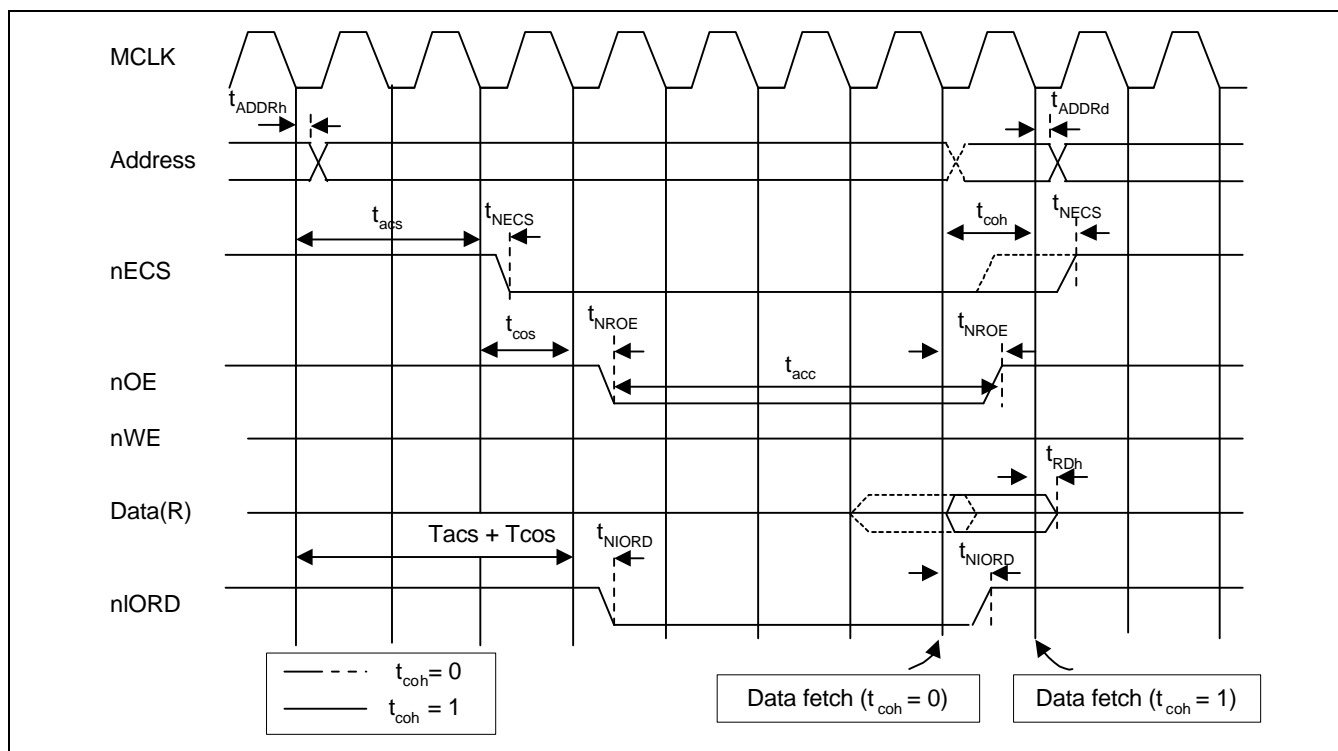 MCLK
tADDRh
tADDRd
Address
tacs
tNECS
tcoh
tNECS
nECS
tcos
tNROE
tNROE
tacc
nOE
nWE
tRDh
Data(R)
Tacs + Tcos
tNIORD
tNIORD
nIORD
tcoh= 0
tcoh = 1
Data fetch (tcoh = 0)
Data fetch (tcoh = 1)